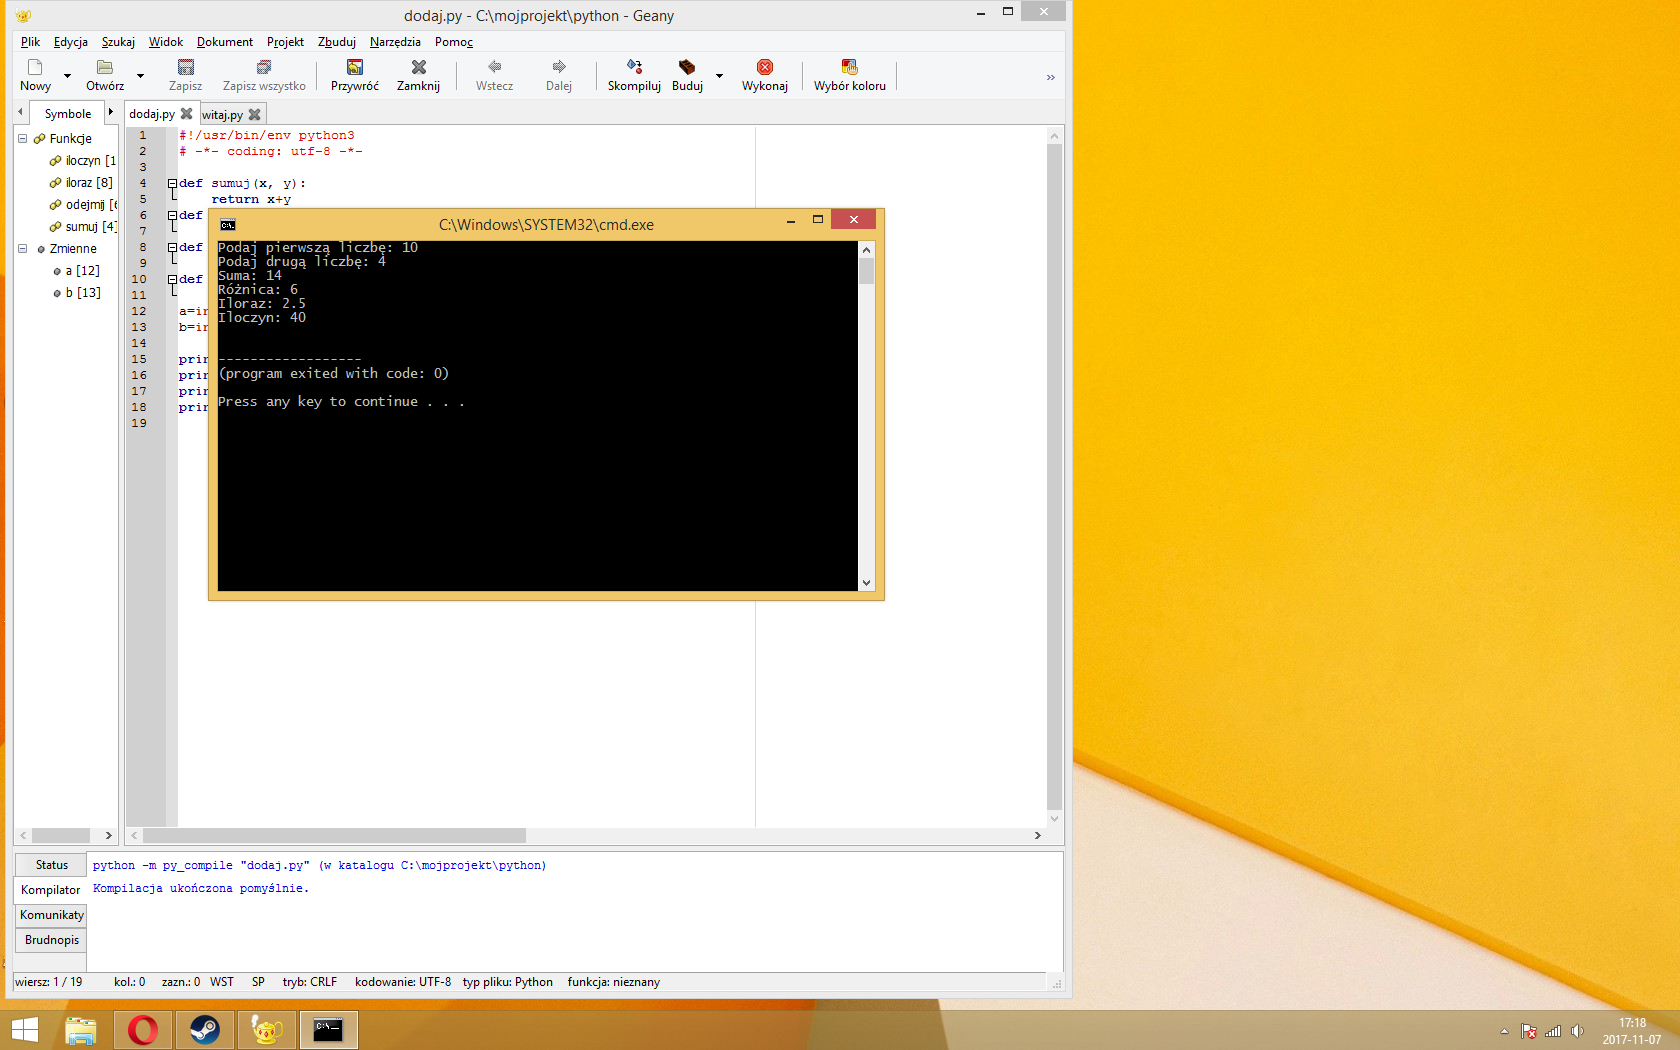 dodaj.py - C:\mojprojekt\python - Geany
Plik Edycja Szukaj Widok Dokument Projekt Zbuduj Narzędzia Pomoc
Nowy Otwórz Zapisz Zapisz wszystko Przywróć Zamknij Wstecz Dalej Skompiluj Buduj Wykonaj Wybór koloru »
Symbole
dodaj.py witaj.py
Funkcje
iloczyn [1
iloraz [8]
odejmij [6
sumuj [4]
Zmienne
a [12]
b [13]
1 #!/usr/bin/env python3
2 # -*- coding: utf-8 -*-
3
4 def sumuj(x, y):
5 return x+y
6 def
7
8 def
9
10 def
11
12 a=in
13 b=in
14
15 prin
16 prin
17 prin
18 prin
19
C:\Windows\SYSTEM32\cmd.exe
Podaj pierwszą liczbę: 10
Podaj drugą liczbę: 4
Suma: 14
Różnica: 6
Iloraz: 2.5
Iloczyn: 40
------------------
(program exited with code: 0)
Press any key to continue . . .
Status
Kompilator
Komunikaty
Brudnopis
python -m py_compile "dodaj.py" (w katalogu C:\mojprojekt\python)
Kompilacja ukończona pomyślnie.
wiersz: 1 / 19 kol.: 0 zazn.: 0 WST SP tryb: CRLF kodowanie: UTF-8 typ pliku: Python funkcja: nieznany
C:\_
17:18
2017-11-07